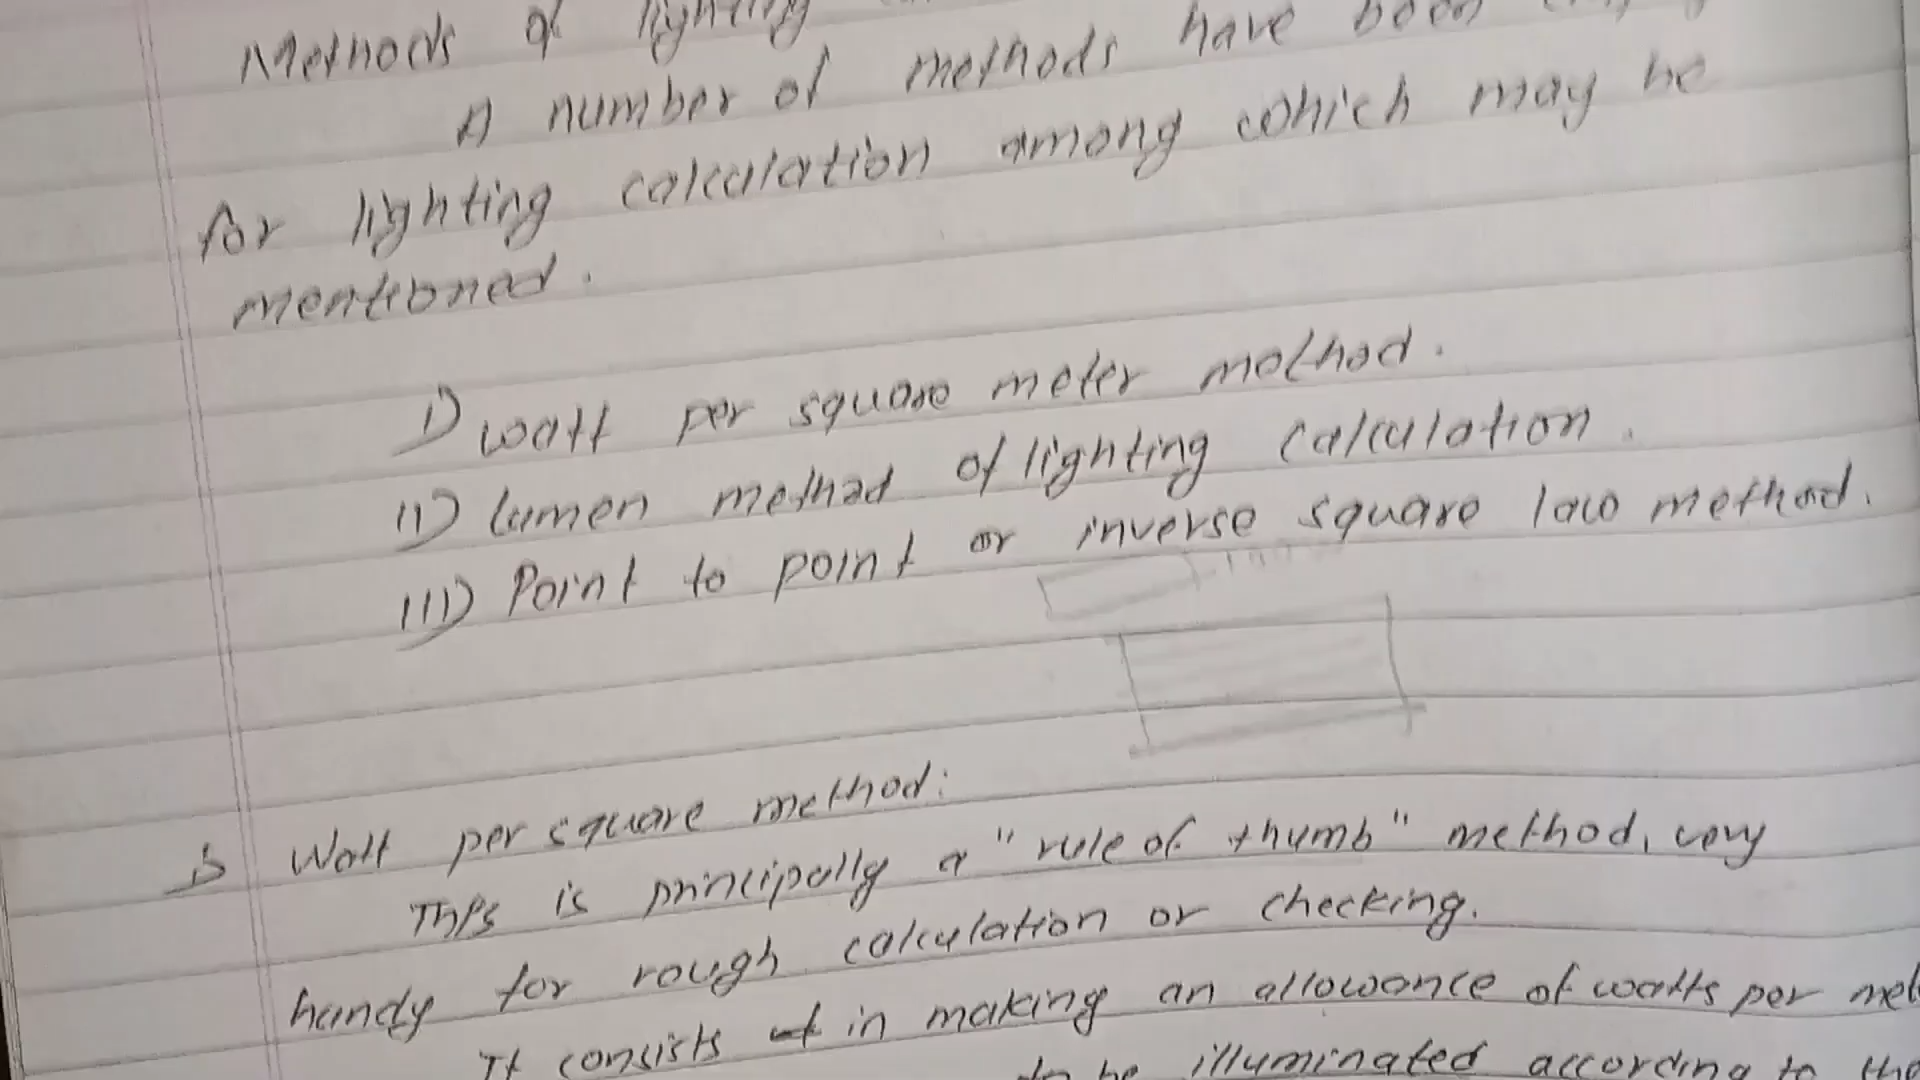 Methods of lighting
A number of methods have been
for lighting calculation among which may be
mentioned.
i) watt per square meter method.
ii) lumen method of lighting calculation.
iii) Point to point or inverse square law method.
i) Watt per square method:
This is principally a "rule of thumb" method, very
handy for rough calculation or checking.
It consists in making an allowance of watts per
to be illuminated according to the